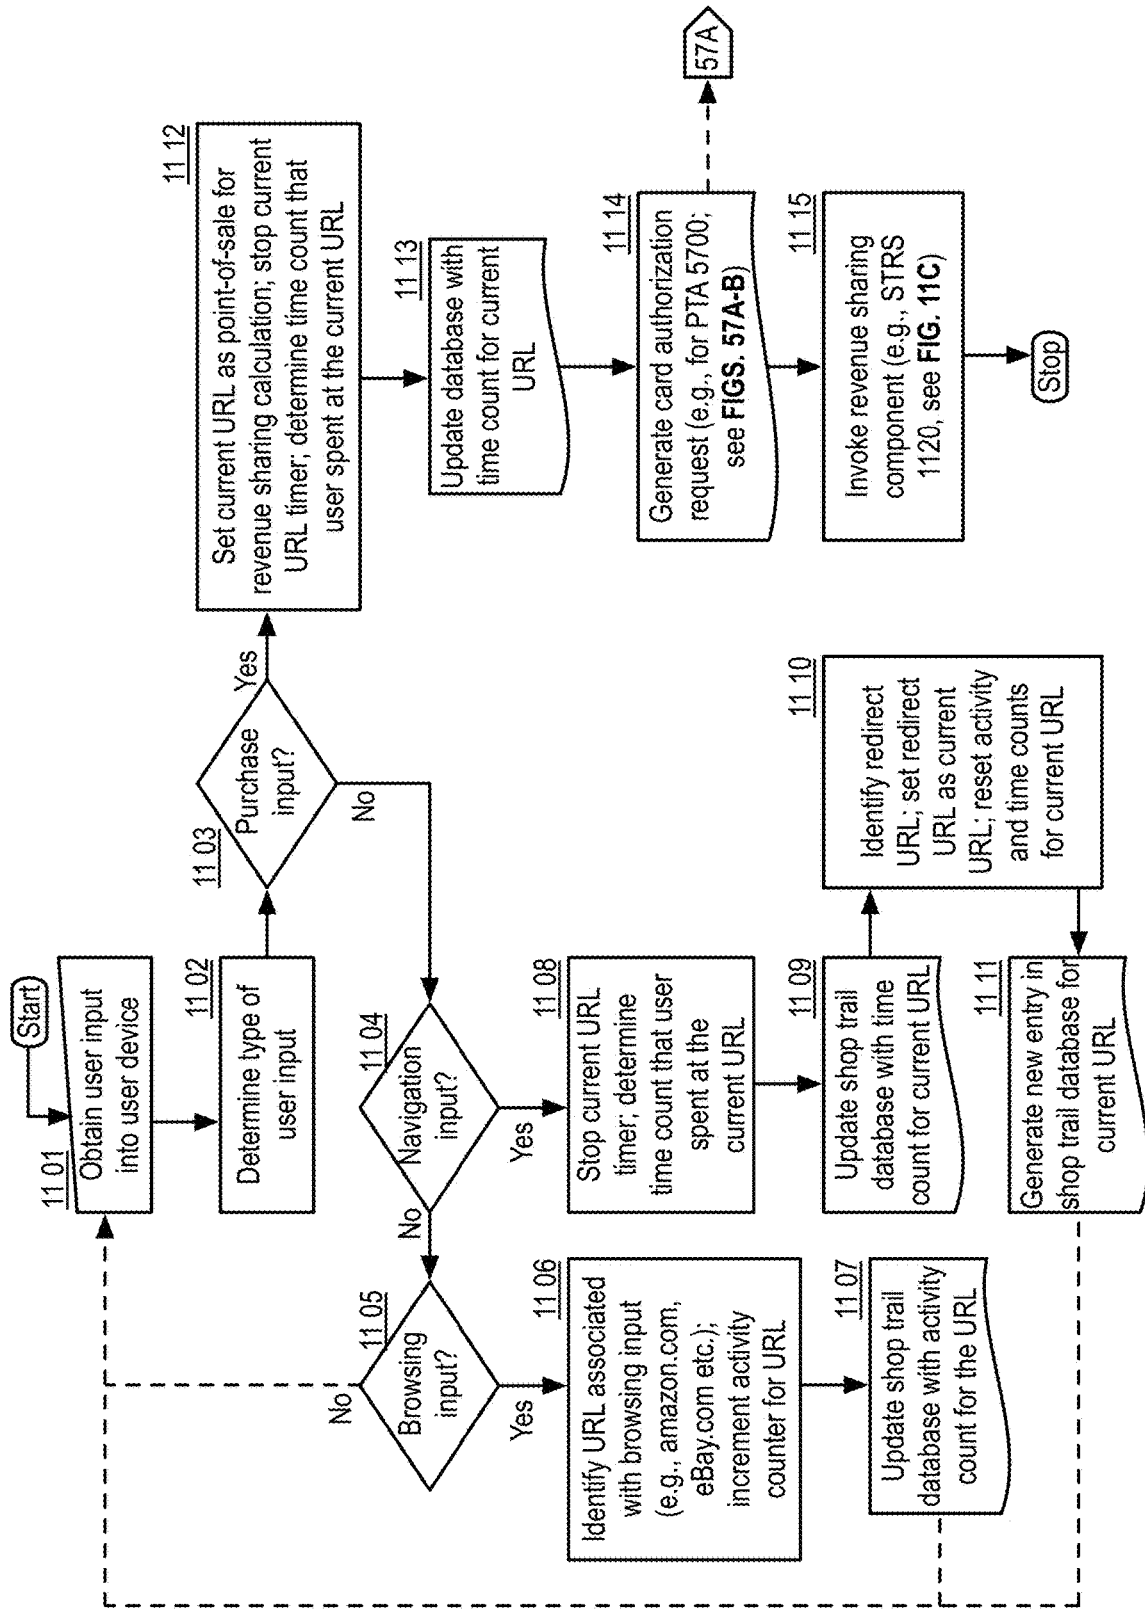 Start
11 01
Obtain user input
into user device
11 02
Determine type of
user input
11 03
Purchase
input?
Yes
No
11 12
Set current URL as point-of-sale for
revenue sharing calculation; stop current
URL timer; determine time count that
user spent at the current URL
11 13
Update database with
time count for current
URL
11 14
Generate card authorization
request (e.g., for PTA 5700;
see FIGS. 57A-B)
57A
11 15
Invoke revenue sharing
component (e.g., STRS
1120, see FIG. 11C)
Stop
11 04
Navigation
input?
No
Yes
11 08
Stop current URL
timer; determine
time count that user
spent at the
current URL
11 09
Update shop trail
database with time
count for current URL
11 10
Identify redirect
URL; set redirect
URL as current
URL; reset activity
and time counts
for current URL
11 11
Generate new entry in
shop trail database for
current URL
11 05
Browsing
input?
No
Yes
11 06
Identify URL associated
with browsing input
(e.g., amazon.com,
eBay.com etc.);
increment activity
counter for URL
11 07
Update shop trail
database with activity
count for the URL